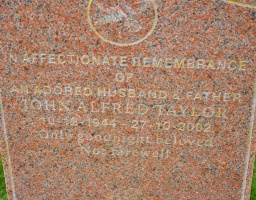 IN AFFECTIONATE REMEMBRANCE
OF
AN ADORED HUSBAND & FATHER
JOHN ALFRED TAYLOR
10-12-1944 27-10-2002
Only goodnight beloved
Not farewell